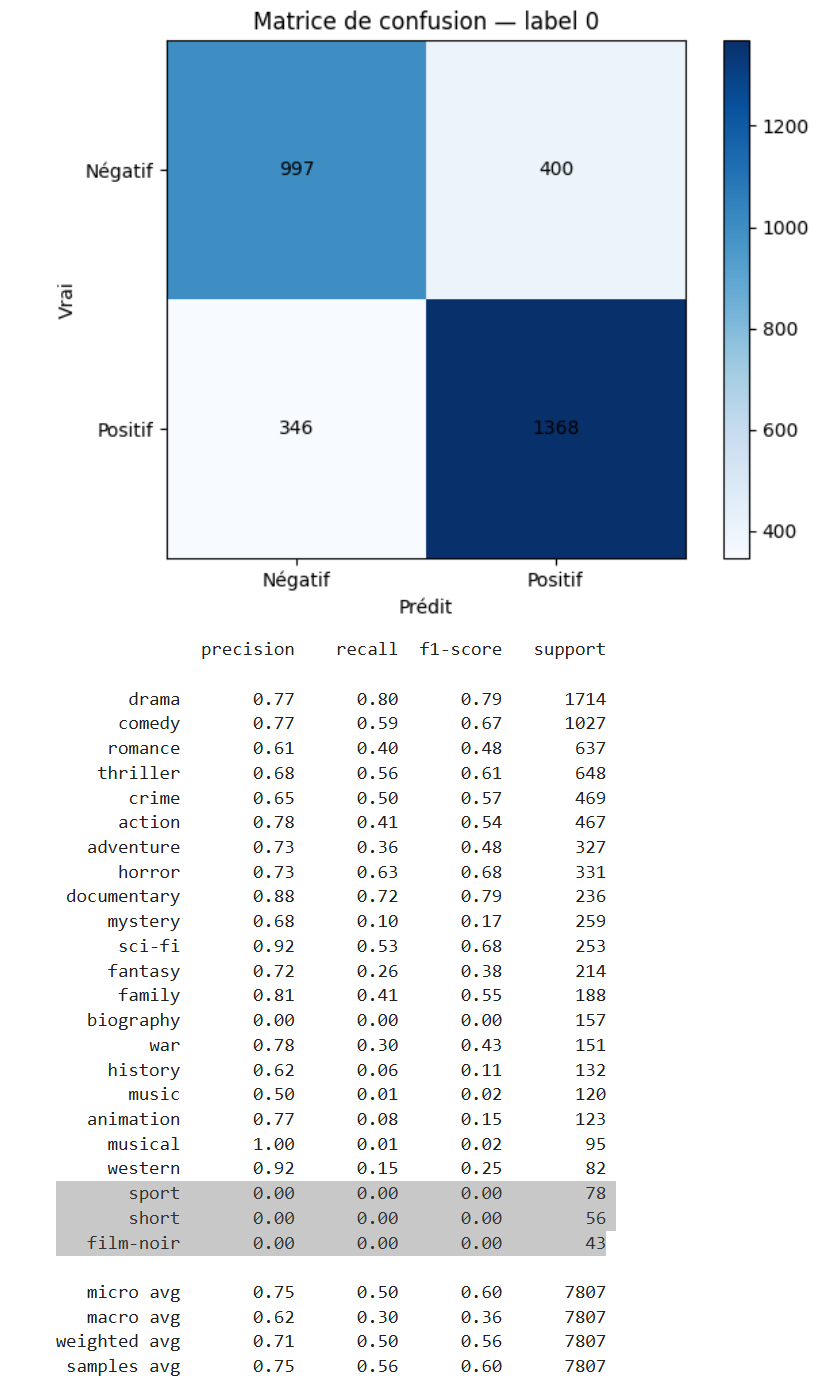 Matrice de confusion — label 0
1200
Négatif 997 400
1000
Vrai
800
Positif 346 1368
600
400
Négatif Positif
Prédit
precision recall f1-score support
drama 0.77 0.80 0.79 1714
comedy 0.77 0.59 0.67 1027
romance 0.61 0.40 0.48 637
thriller 0.68 0.56 0.61 648
crime 0.65 0.50 0.57 469
action 0.78 0.41 0.54 467
adventure 0.73 0.36 0.48 327
horror 0.73 0.63 0.68 331
documentary 0.88 0.72 0.79 236
mystery 0.68 0.10 0.17 259
sci-fi 0.92 0.53 0.68 253
fantasy 0.72 0.26 0.38 214
family 0.81 0.41 0.55 188
biography 0.00 0.00 0.00 157
war 0.78 0.30 0.43 151
history 0.62 0.06 0.11 132
music 0.50 0.01 0.02 120
animation 0.77 0.08 0.15 123
musical 1.00 0.01 0.02 95
western 0.92 0.15 0.25 82
sport 0.00 0.00 0.00 78
short 0.00 0.00 0.00 56
film-noir 0.00 0.00 0.00 43
micro avg 0.75 0.50 0.60 7807
macro avg 0.62 0.30 0.36 7807
weighted avg 0.71 0.50 0.56 7807
samples avg 0.75 0.56 0.60 7807